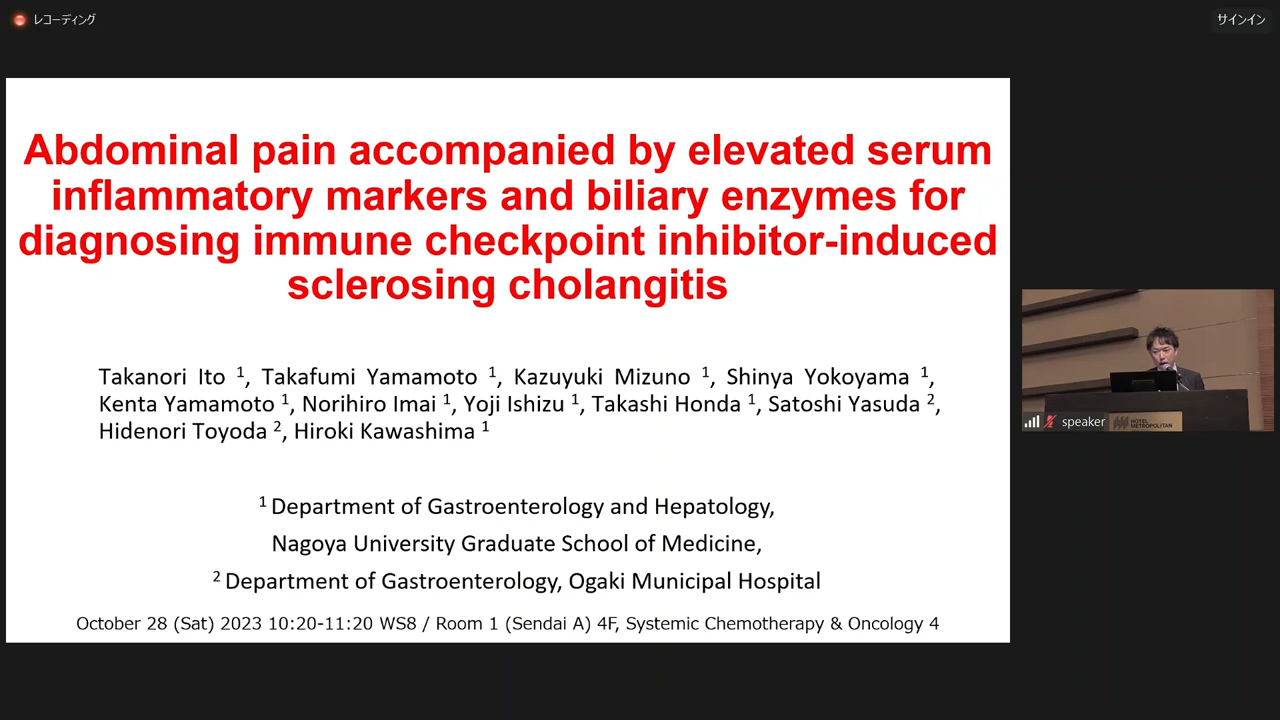 レコーディング
サインイン
Abdominal pain accompanied by elevated serum
inflammatory markers and biliary enzymes for
diagnosing immune checkpoint inhibitor-induced
sclerosing cholangitis
Takanori Ito 1, Takafumi Yamamoto 1, Kazuyuki Mizuno 1, Shinya Yokoyama 1,
Kenta Yamamoto 1, Norihiro Imai 1, Yoji Ishizu 1, Takashi Honda 1, Satoshi Yasuda 2,
Hidenori Toyoda 2, Hiroki Kawashima 1
1 Department of Gastroenterology and Hepatology,
Nagoya University Graduate School of Medicine,
2 Department of Gastroenterology, Ogaki Municipal Hospital
October 28 (Sat) 2023 10:20-11:20 WS8 / Room 1 (Sendai A) 4F, Systemic Chemotherapy & Oncology 4
speaker
HOTEL
METROPOLITAN